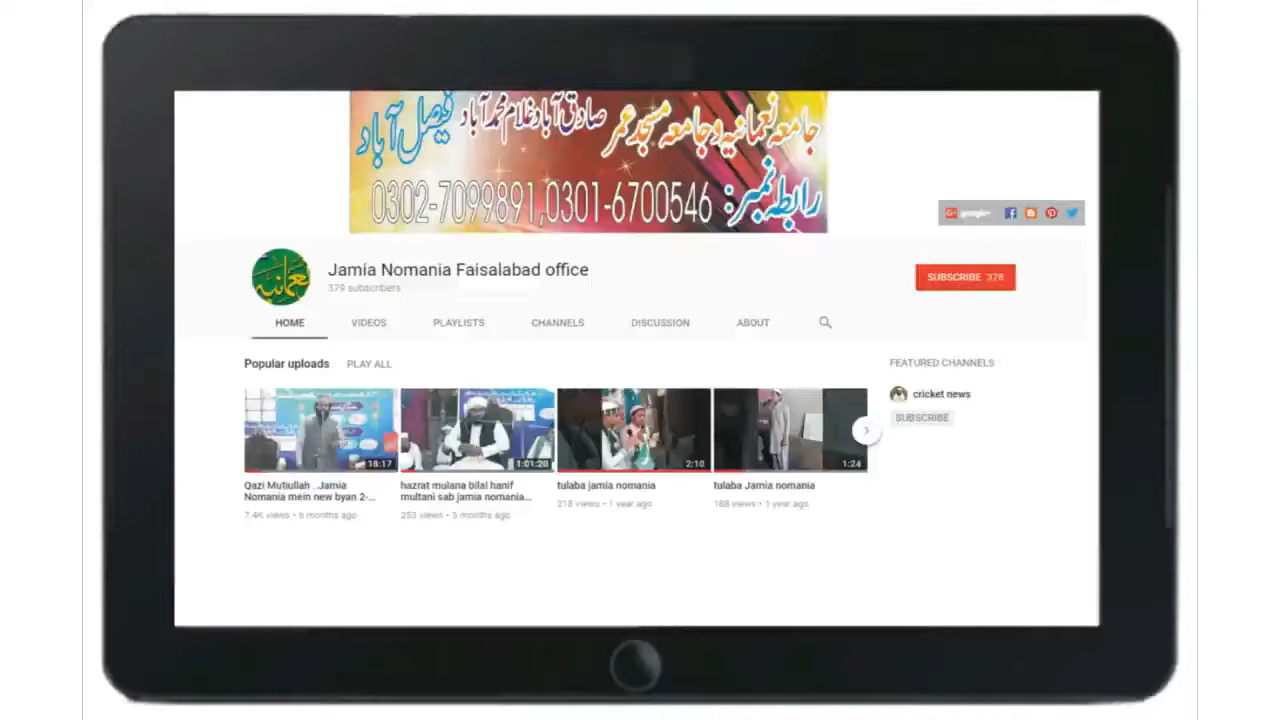 جامعہ نعمانیہ و جامعہ مسجد عمر صادق آباد غلام محمد آباد فیصل آباد
رابطہ نمبر: 0302-7099891,0301-6700546
google+
نعمانیہ
Jamia Nomania Faisalabad office
379 subscribers
SUBSCRIBE 378
HOME VIDEOS PLAYLISTS CHANNELS DISCUSSION ABOUT
Popular uploads PLAY ALL
FEATURED CHANNELS
cricket news
SUBSCRIBE
18:17 1:01:20 2:10 1:24
Qazi Mutiullah ..Jamia
Nomania mein new byan 2-...
7.4K views • 6 months ago
hazrat mulana bilal hanif
multani sab jamia nomania...
253 views • 5 months ago
tulaba jamia nomania
218 views • 1 year ago
tulaba Jamia nomania
188 views • 1 year ago